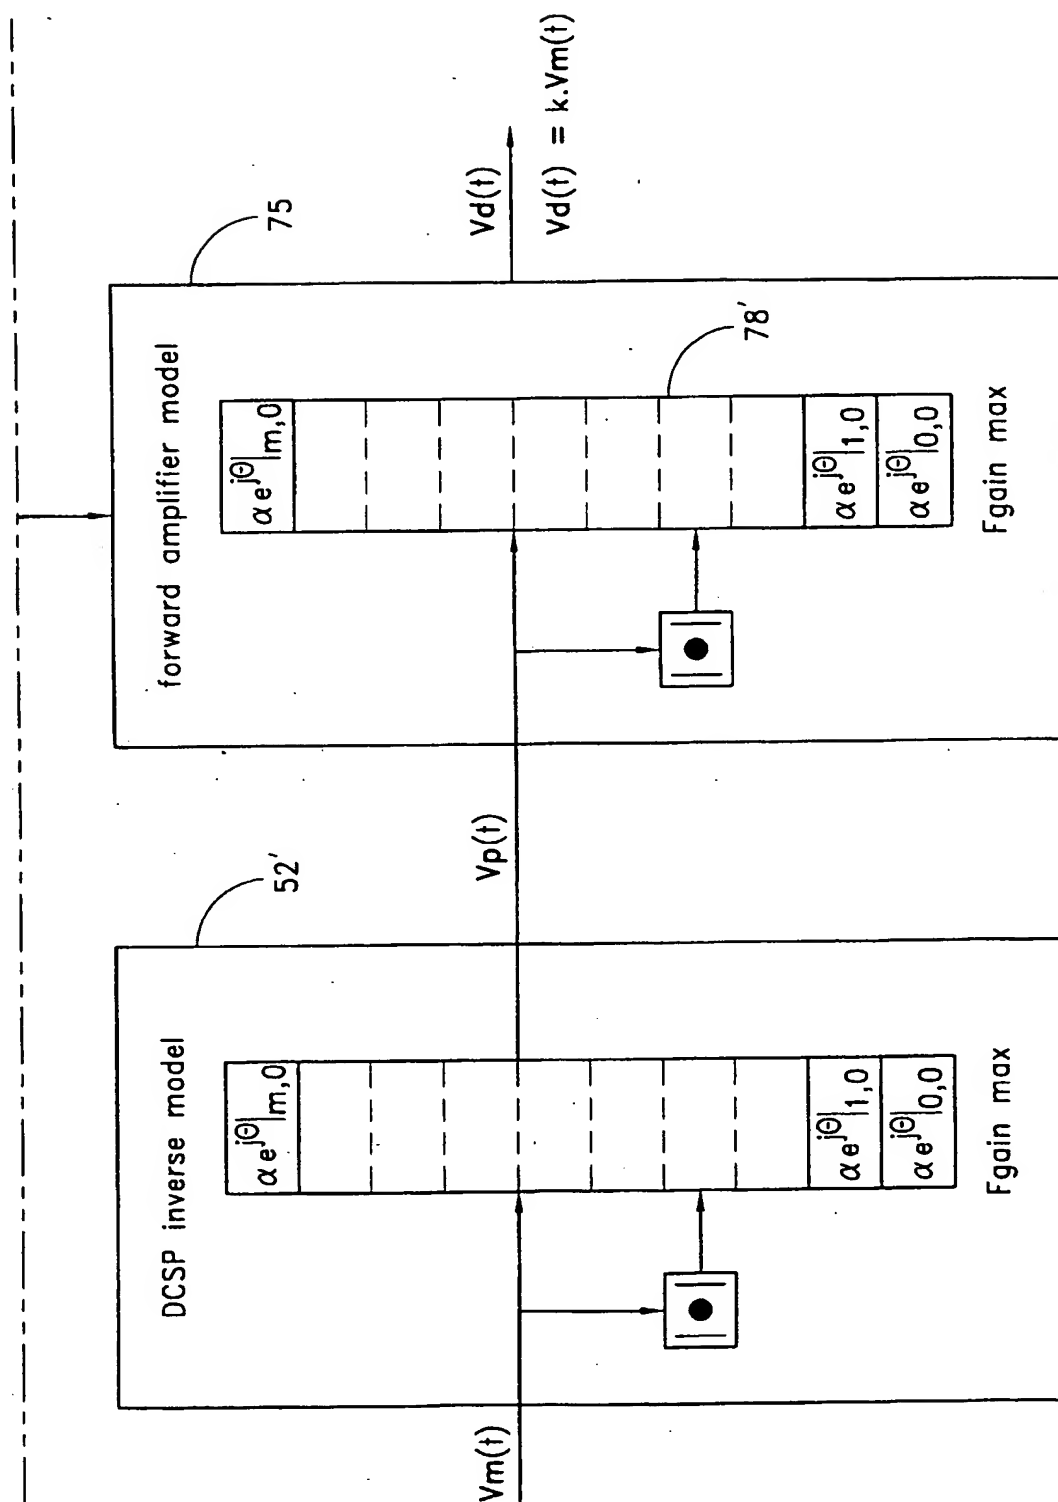 Vm(t)
DCSP inverse model
52'
αe^jΘ|m,0
αe^jΘ|1,0
αe^jΘ|0,0
Fgain max
Vp(t)
forward amplifier model
75
αe^jΘ|m,0
78'
αe^jΘ|1,0
αe^jΘ|0,0
Fgain max
Vd(t)
Vd(t) = k.Vm(t)